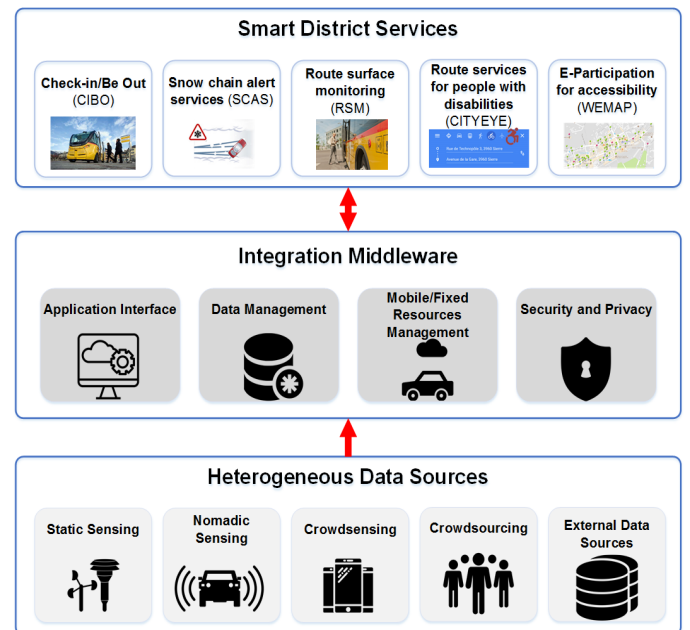 Smart District Services
Check-in/Be Out
(CIBO)
Snow chain alert
services (SCAS)
Route surface
monitoring
(RSM)
Route services
for people with
disabilities
(CITYEYE)
E-Participation
for accessibility
(WEMAP)
Integration Middleware
Application Interface
Data Management
Mobile/Fixed
Resources
Management
Security and Privacy
Heterogeneous Data Sources
Static Sensing
Nomadic
Sensing
Crowdsensing
Crowdsourcing
External Data
Sources